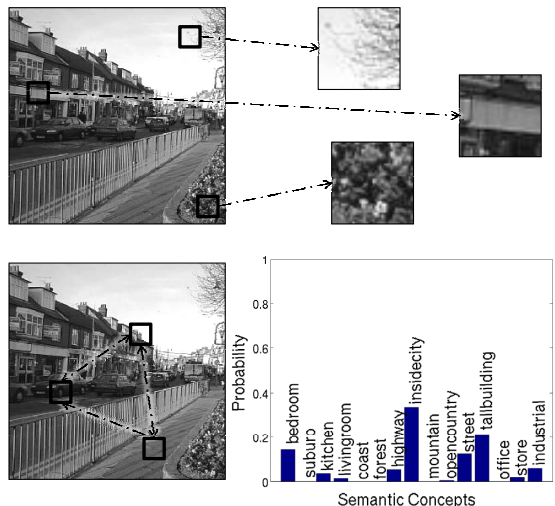 1
0.8
0.6
0.4
0.2
0
Probability
bedroom
suburb
kitchen
livingroom
coast
forest
highway
insidecity
mountain
opencountry
street
tallbuilding
office
store
industrial
Semantic Concepts